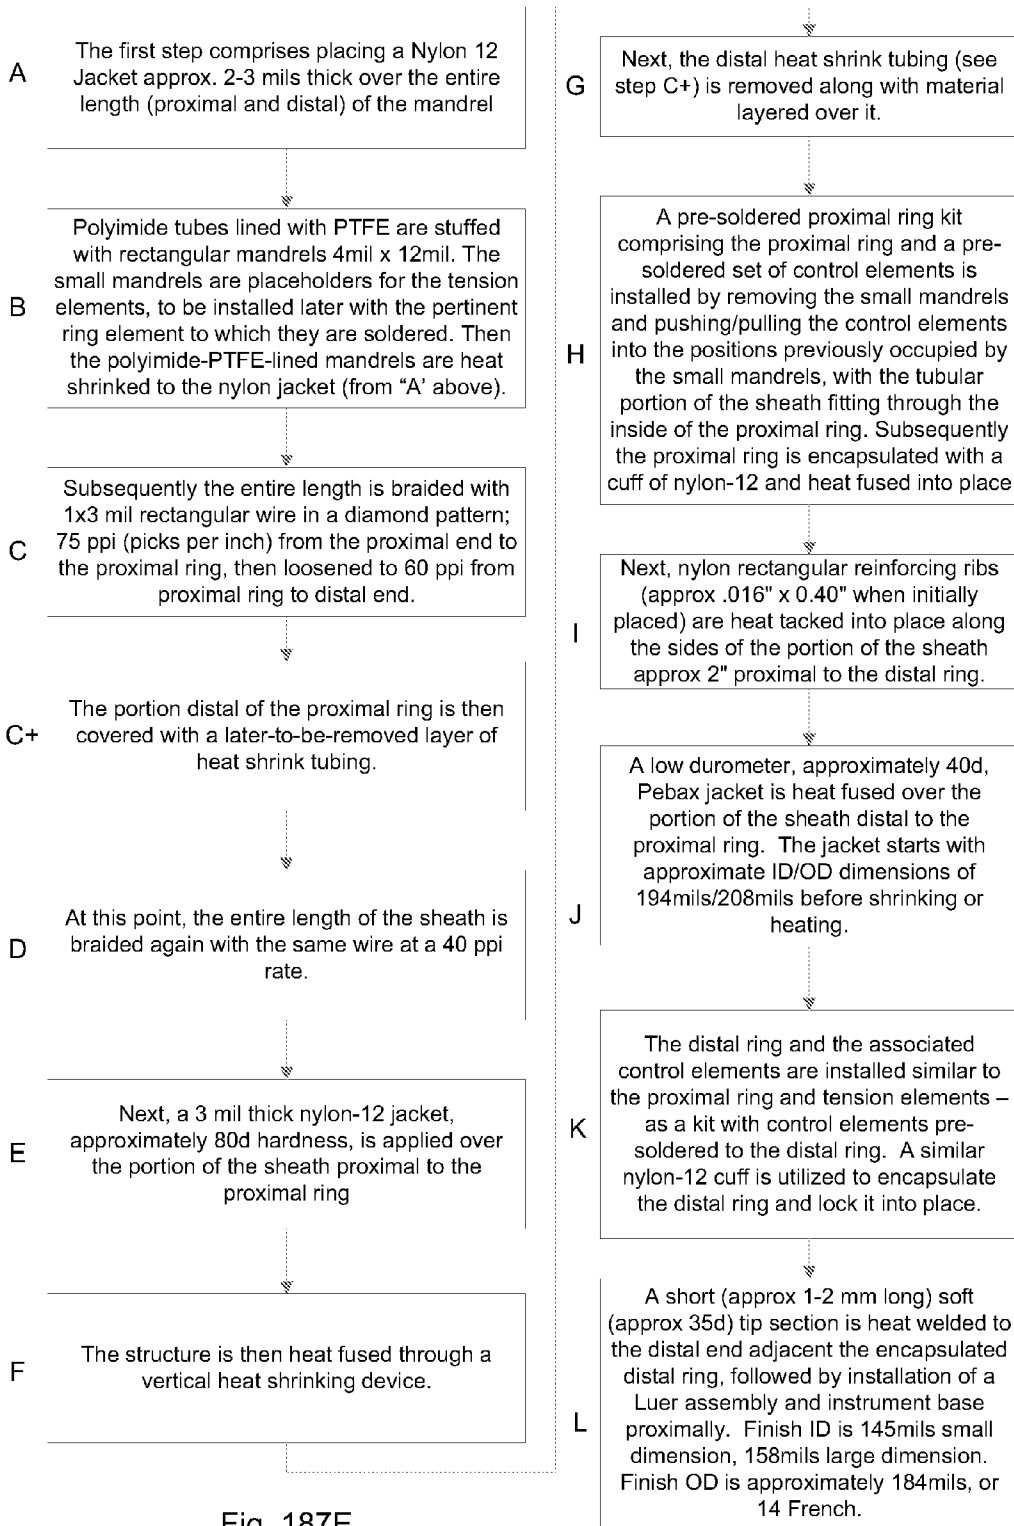 A
The first step comprises placing a Nylon 12
Jacket approx. 2-3 mils thick over the entire
length (proximal and distal) of the mandrel
B
Polyimide tubes lined with PTFE are stuffed
with rectangular mandrels 4mil x 12mil. The
small mandrels are placeholders for the tension
elements, to be installed later with the pertinent
ring element to which they are soldered. Then
the polyimide-PTFE-lined mandrels are heat
shrinked to the nylon jacket (from “A’ above).
C
Subsequently the entire length is braided with
1x3 mil rectangular wire in a diamond pattern;
75 ppi (picks per inch) from the proximal end to
the proximal ring, then loosened to 60 ppi from
proximal ring to distal end.
C+
The portion distal of the proximal ring is then
covered with a later-to-be-removed layer of
heat shrink tubing.
D
At this point, the entire length of the sheath is
braided again with the same wire at a 40 ppi
rate.
E
Next, a 3 mil thick nylon-12 jacket,
approximately 80d hardness, is applied over
the portion of the sheath proximal to the
proximal ring
F
The structure is then heat fused through a
vertical heat shrinking device.
G
Next, the distal heat shrink tubing (see
step C+) is removed along with material
layered over it.
H
A pre-soldered proximal ring kit
comprising the proximal ring and a pre-
soldered set of control elements is
installed by removing the small mandrels
and pushing/pulling the control elements
into the positions previously occupied by
the small mandrels, with the tubular
portion of the sheath fitting through the
inside of the proximal ring. Subsequently
the proximal ring is encapsulated with a
cuff of nylon-12 and heat fused into place
I
Next, nylon rectangular reinforcing ribs
(approx .016" x 0.40" when initially
placed) are heat tacked into place along
the sides of the portion of the sheath
approx 2" proximal to the distal ring.
J
A low durometer, approximately 40d,
Pebax jacket is heat fused over the
portion of the sheath distal to the
proximal ring. The jacket starts with
approximate ID/OD dimensions of
194mils/208mils before shrinking or
heating.
K
The distal ring and the associated
control elements are installed similar to
the proximal ring and tension elements –
as a kit with control elements pre-
soldered to the distal ring. A similar
nylon-12 cuff is utilized to encapsulate
the distal ring and lock it into place.
L
A short (approx 1-2 mm long) soft
(approx 35d) tip section is heat welded to
the distal end adjacent the encapsulated
distal ring, followed by installation of a
Luer assembly and instrument base
proximally. Finish ID is 145mils small
dimension, 158mils large dimension.
Finish OD is approximately 184mils, or
14 French.
Fig. 187E